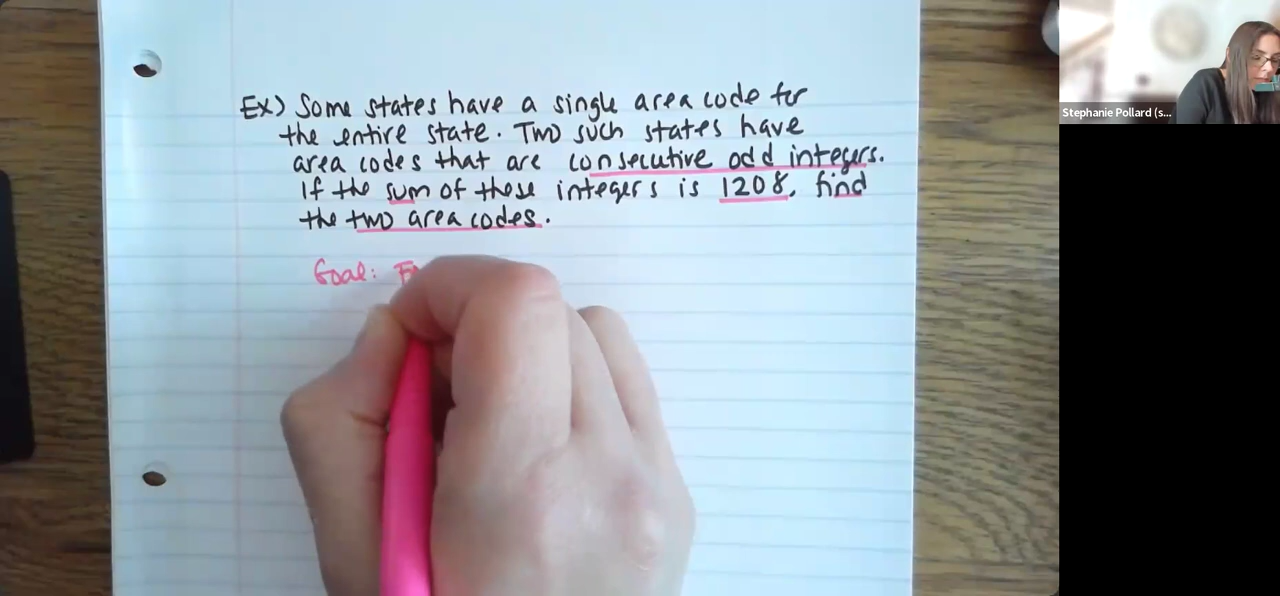 Ex) Some states have a single area code for
the entire state. Two such states have
area codes that are consecutive odd integers.
If the sum of these integers is 1208, find
the two area codes.
Goal:
Stephanie Pollard (s...